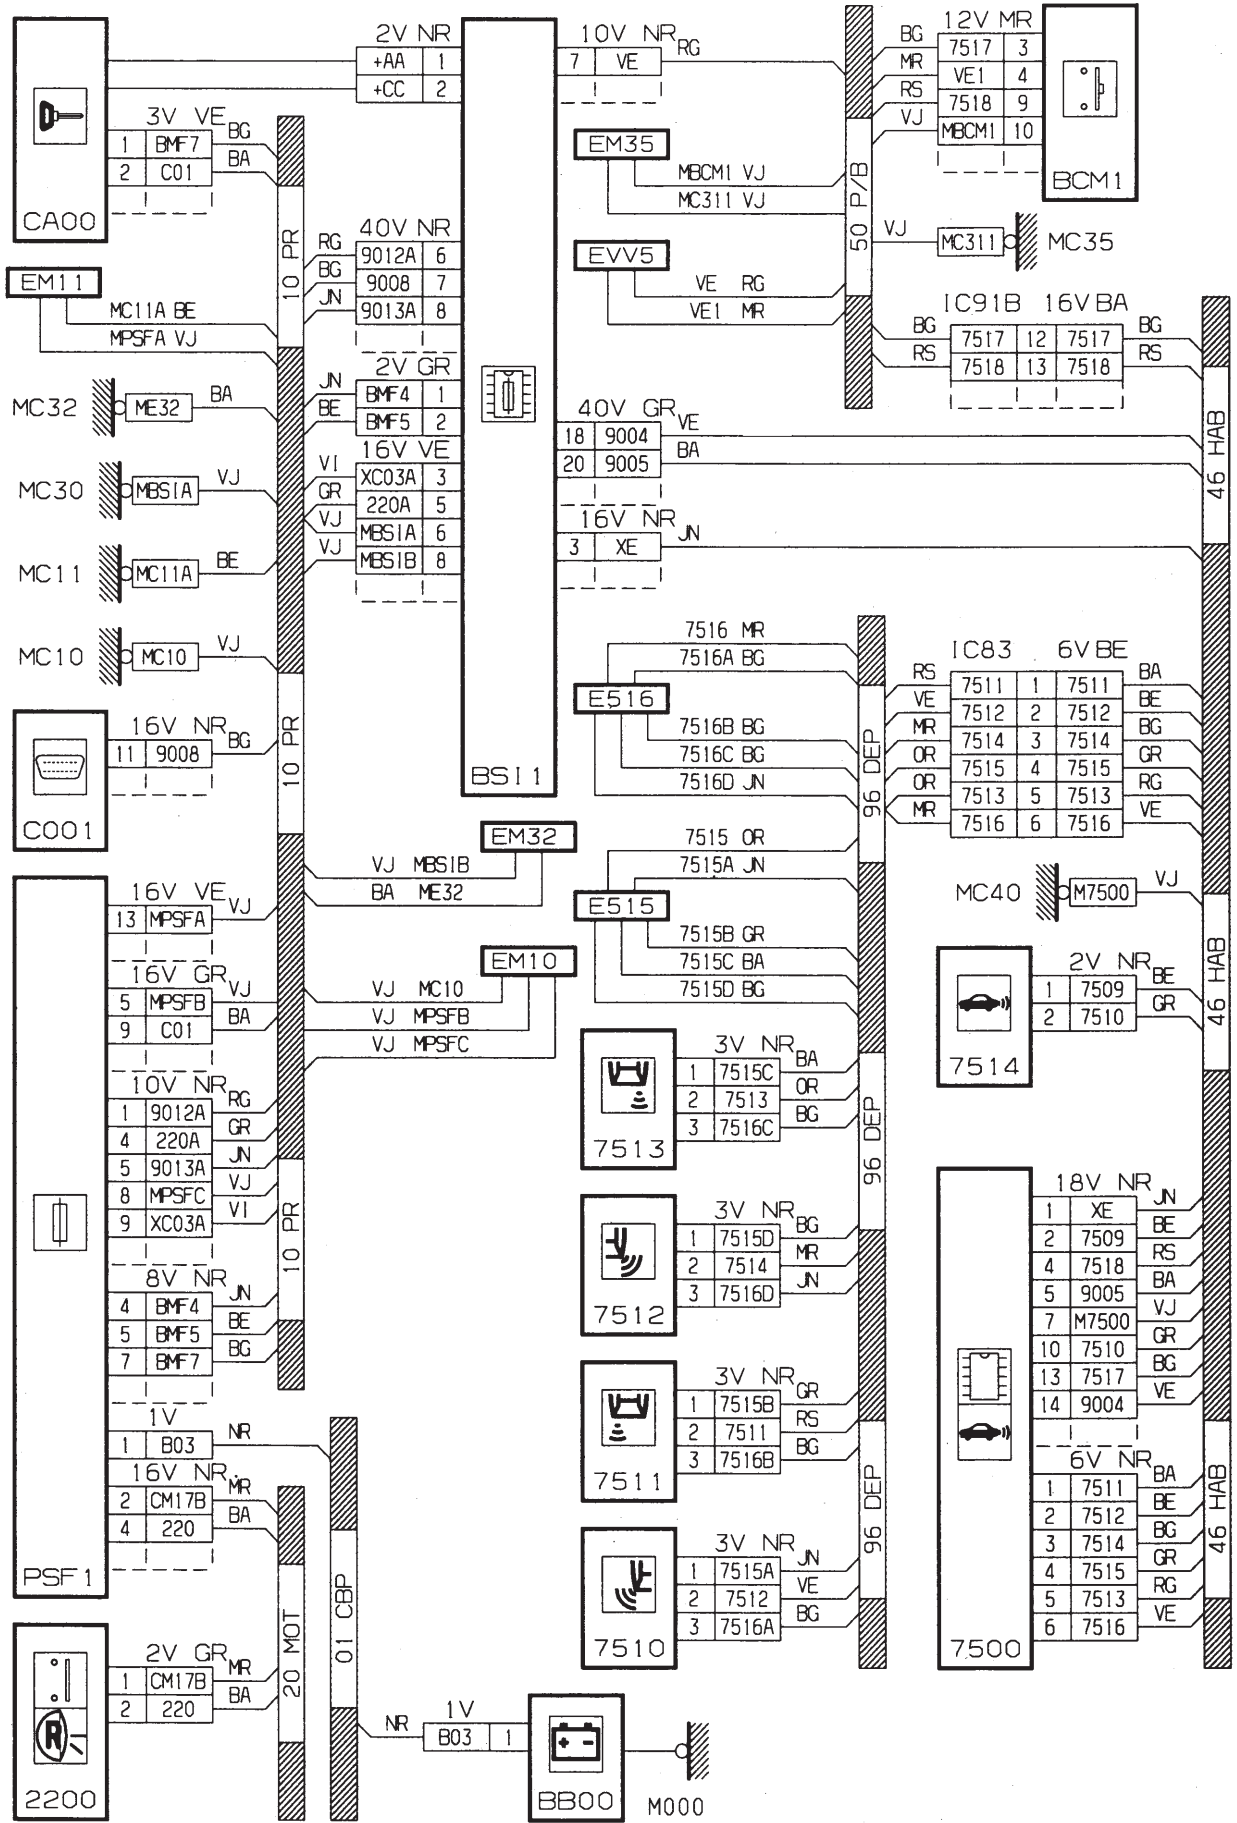 2V NR
+AA 1
+CC 2
3V VE
1 BMF7 BG
2 C01 BA
CA00
EM11
MC11A BE
MPSFA VJ
10 PR
40V NR
RG 9012A 6
BG 9008 7
JN 9013A 8
2V GR
JN BMF4 1
BE BMF5 2
16V VE
VI XC03A 3
GR 220A 5
VJ MBSIA 6
VJ MBSIB 8
MC32 ME32 BA
MC30 MBSIA VJ
MC11 MC11A BE
MC10 MC10 VJ
16V NR
11 9008 BG
C001
10 PR
BSI1
10V NR
7 VE RG
EM35
MBCM1 VJ
MC311 VJ
EVV5
VE RG
VE1 MR
50 P/B
12V MR
BG 7517 3
MR VE1 4
RS 7518 9
VJ MBCM1 10
BCM1
VJ MC311 MC35
IC91B 16V BA
BG 7517 12 7517 BG
RS 7518 13 7518 RS
46 HAB
40V GR
18 9004 VE
20 9005 BA
16V NR
3 XE JN
7516 MR
7516A BG
E516
7516B BG
7516C BG
7516D JN
96 DEP
IC83 6V BE
RS 7511 1 7511 BA
VE 7512 2 7512 BE
MR 7514 3 7514 BG
OR 7515 4 7515 GR
OR 7513 5 7513 RG
MR 7516 6 7516 VE
EM32
VJ MBSIB
BA ME32
7515 OR
7515A JN
E515
7515B GR
7515C BA
7515D BG
MC40 M7500 VJ
2V NR
1 7509 BE
2 7510 GR
7514
46 HAB
16V VE
13 MPSFA VJ
16V GR
5 MPSFB VJ
9 C01 BA
EM10
VJ MC10
VJ MPSFB
VJ MPSFC
10V NR
1 9012A RG
4 220A GR
5 9013A JN
8 MPSFC VJ
9 XC03A VI
10 PR
8V NR
4 BMF4 JN
5 BMF5 BE
7 BMF7 BG
1V
1 B03 NR
16V NR
2 CM17B MR
4 220 BA
PSF1
3V NR
1 7515C BA
2 7513 OR
3 7516C BG
7513
96 DEP
3V NR
1 7515D BG
2 7514 MR
3 7516D JN
7512
3V NR
1 7515B GR
2 7511 RS
3 7516B BG
7511
96 DEP
3V NR
1 7515A JN
2 7512 VE
3 7516A BG
7510
18V NR
1 XE JN
2 7509 BE
4 7518 RS
5 9005 BA
7 M7500 VJ
10 7510 GR
13 7517 BG
14 9004 VE
6V NR
1 7511 BA
2 7512 BE
3 7514 BG
4 7515 GR
5 7513 RG
6 7516 VE
7500
46 HAB
2V GR
1 CM17B MR
2 220 BA
R
2200
20 MOT
01 CBP
1V
NR B03 1
+ -
BB00
M000